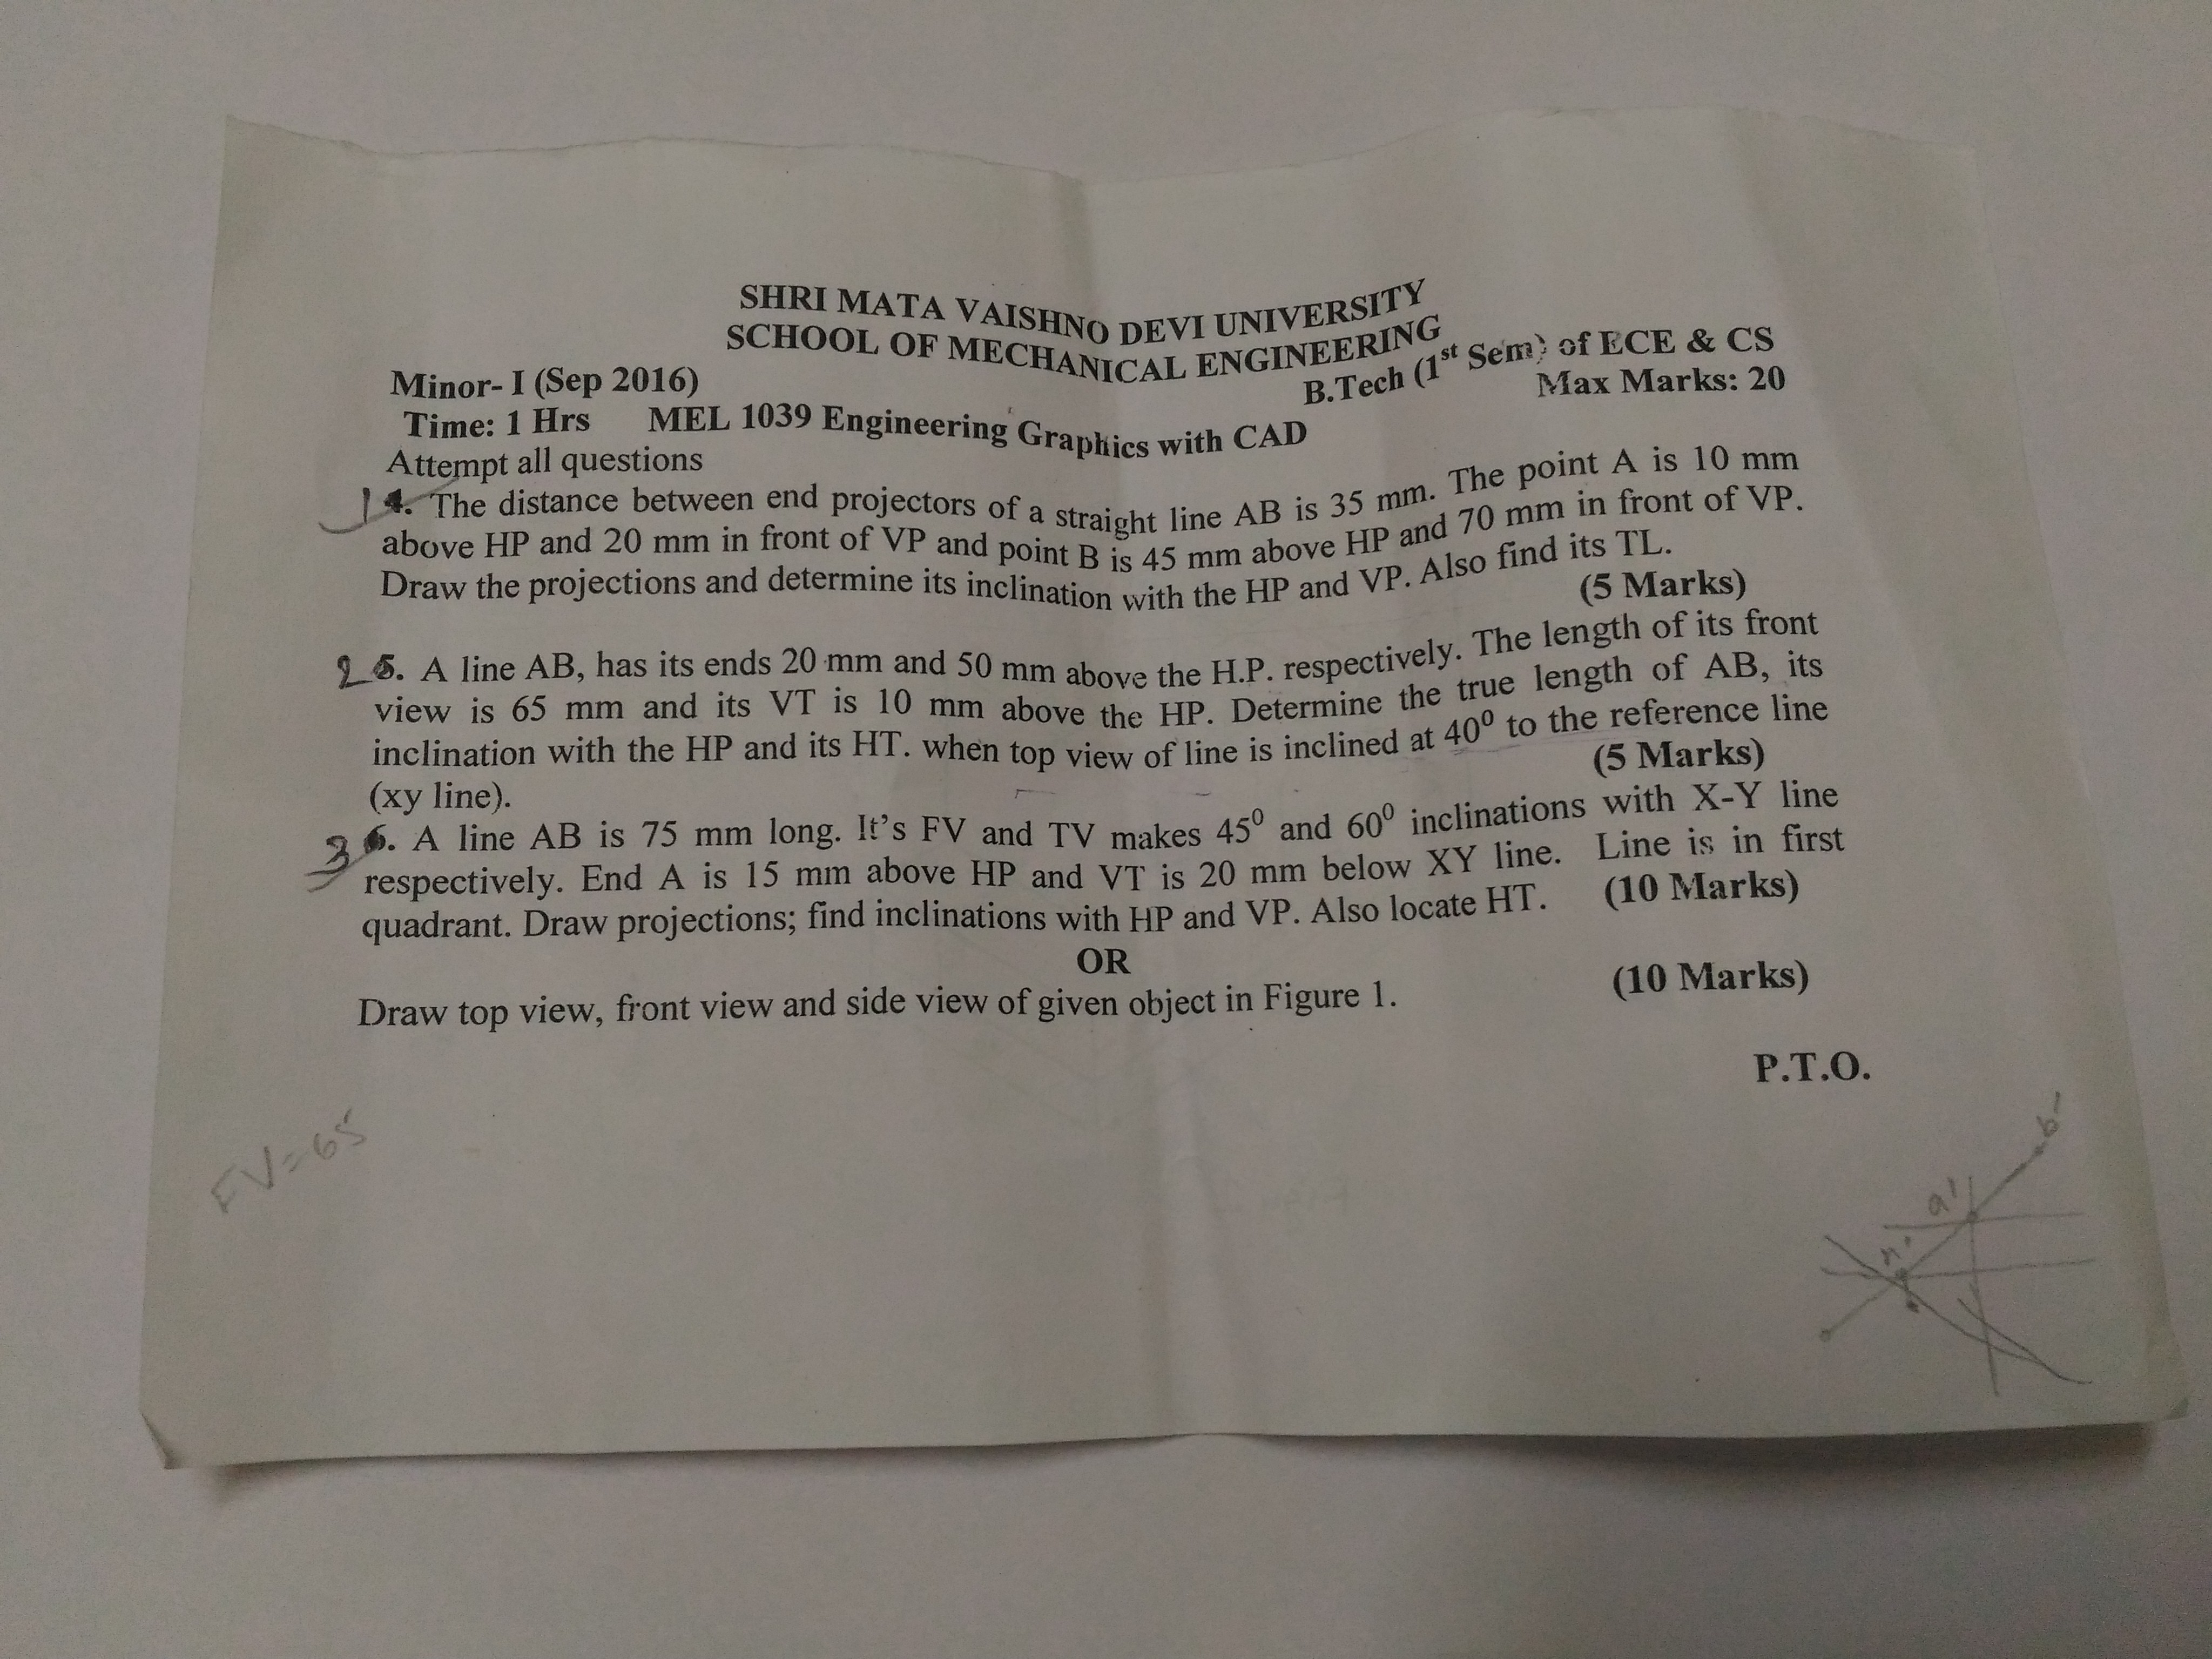 SHRI MATA VAISHNO DEVI UNIVERSITY
SCHOOL OF MECHANICAL ENGINEERING
Minor- I (Sep 2016) B.Tech (1st Sem) of ECE & CS
Time: 1 Hrs MEL 1039 Engineering Graphics with CAD Max Marks: 20
Attempt all questions
1 4. The distance between end projectors of a straight line AB is 35 mm. The point A is 10 mm
above HP and 20 mm in front of VP and point B is 45 mm above HP and 70 mm in front of VP.
Draw the projections and determine its inclination with the HP and VP. Also find its TL.
(5 Marks)
2 5. A line AB, has its ends 20 mm and 50 mm above the H.P. respectively. The length of its front
view is 65 mm and its VT is 10 mm above the HP. Determine the true length of AB, its
inclination with the HP and its HT. when top view of line is inclined at 40⁰ to the reference line
(xy line). (5 Marks)
3 6. A line AB is 75 mm long. It's FV and TV makes 45⁰ and 60⁰ inclinations with X-Y line
respectively. End A is 15 mm above HP and VT is 20 mm below XY line. Line is in first
quadrant. Draw projections; find inclinations with HP and VP. Also locate HT. (10 Marks)
OR
Draw top view, front view and side view of given object in Figure 1. (10 Marks)
P.T.O.
FV=65
a'